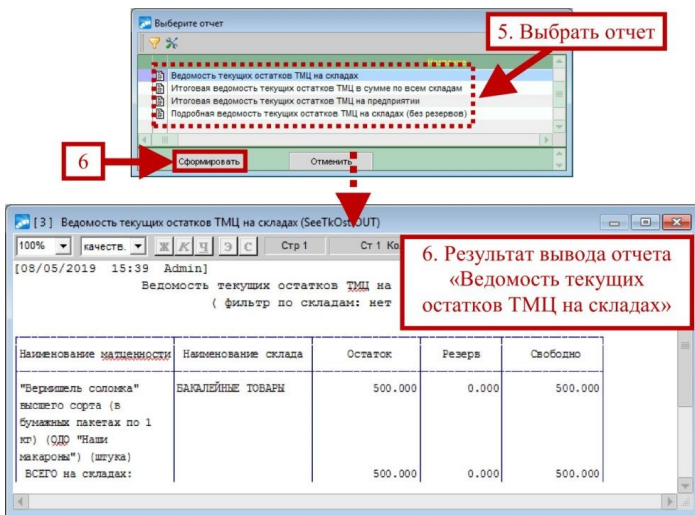 Выберите отчет
5. Выбрать отчет
Ведомость текущих остатков ТМЦ на складах
Итоговая ведомость текущих остатков ТМЦ в сумме по всем складам
Итоговая ведомость текущих остатков ТМЦ на предприятии
Подробная ведомость текущих остатков ТМЦ на складах (без резервов)
6
Сформировать
Отменить
[ 3 ] Ведомость текущих остатков ТМЦ на складах (SeeTkOst.OUT)
100% качеств. Ж К Ч Э С Стр 1 Ст 1 Ко
6. Результат вывода отчета
«Ведомость текущих
остатков ТМЦ на складах»
[08/05/2019 15:39 Admin]
Ведомость текущих остатков ТМЦ на
( фильтр по складам: нет
Наименование матценности Наименование склада Остаток Резерв Свободно
"Вермишель соломка" БАКАЛЕЙНЫЕ ТОВАРЫ 500.000 0.000 500.000
высшего сорта (в
бумажных пакетах по 1
кг) (ОДО "Наши
макароны") (штука)
ВСЕГО на складах: 500.000 0.000 500.000